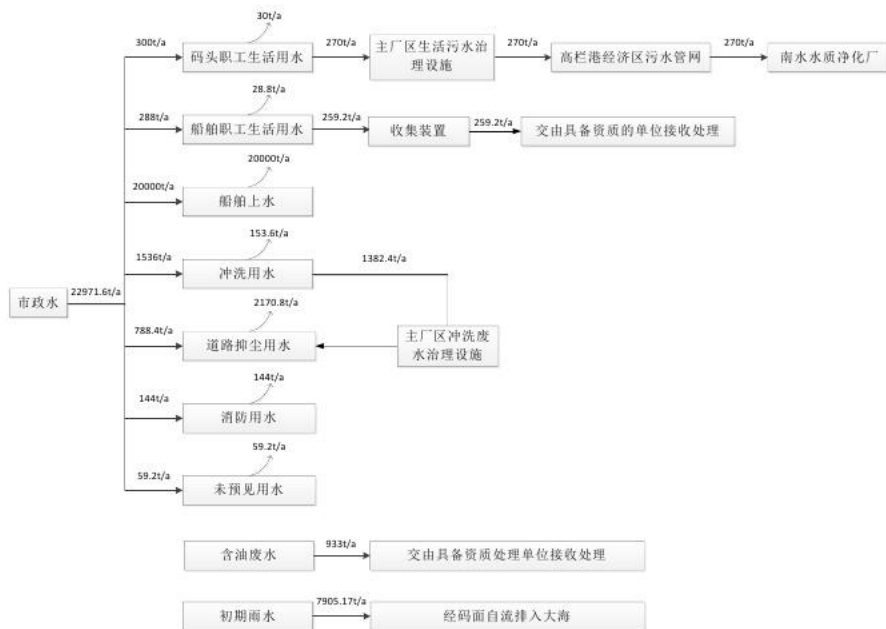 30t/a
300t/a
码头职工生活用水
270t/a
主厂区生活污水治
理设施
270t/a
高栏港经济区污水管网
270t/a
南水水质净化厂
28.8t/a
288t/a
船舶职工生活用水
259.2t/a
收集装置
259.2t/a
交由具备资质的单位接收处理
20000t/a
20000t/a
船舶上水
153.6t/a
1536t/a
冲洗用水
1382.4t/a
市政水
22971.6t/a
2170.8t/a
788.4t/a
道路抑尘用水
主厂区冲洗废
水治理设施
144t/a
144t/a
消防用水
59.2t/a
59.2t/a
未预见用水
含油废水
933t/a
交由具备资质处理单位接收处理
初期雨水
7905.17t/a
经码面自流排入大海